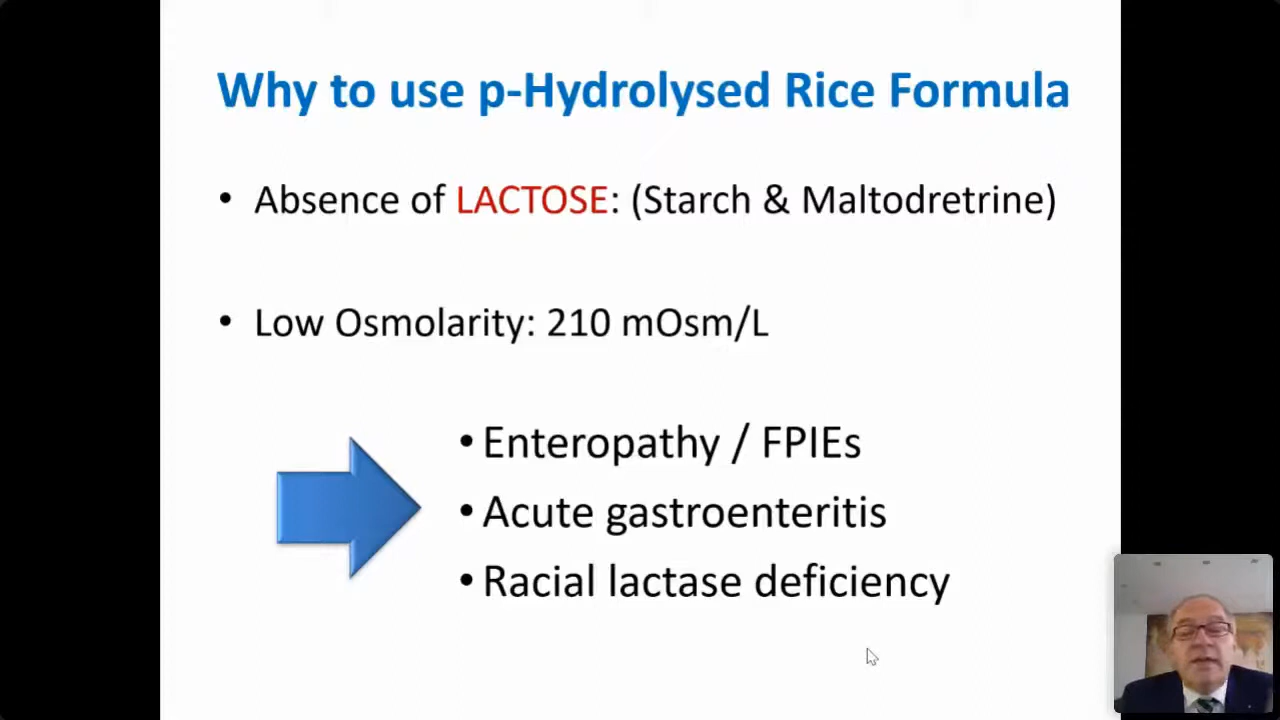 Why to use p-Hydrolysed Rice Formula
• Absence of LACTOSE: (Starch & Maltodretrine)
• Low Osmolarity: 210 mOsm/L
• Enteropathy / FPIEs
• Acute gastroenteritis
• Racial lactase deficiency